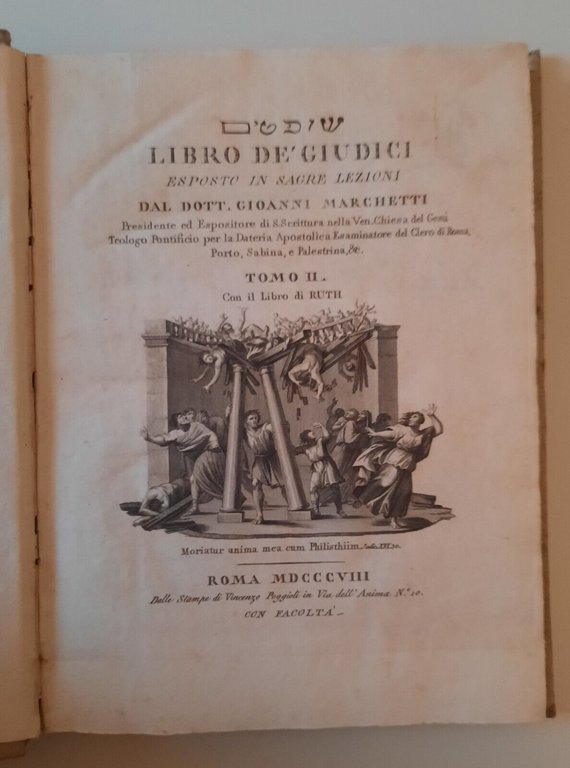 שופטים
LIBRO DE' GIUDICI
ESPOSTO IN SAGRE LEZIONI
DAL DOTT. GIOANNI MARCHETTI
Presidente ed Espositore di S. Scrittura nella Ven. Chiesa del Gesù
Teologo Pontificio per la Dateria Apostolica Esaminatore del Clero di Roma,
Porto, Sabina, e Palestrina, &c.
TOMO II.
Con il Libro di RUTH
Moriatur anima mea cum Philisthiim. Judic. XVI. 30.
ROMA MDCCCVIII
Dalle Stampe di Vincenzo Poggioli in Via dell' Anima N.º 10.
CON FACOLTA'